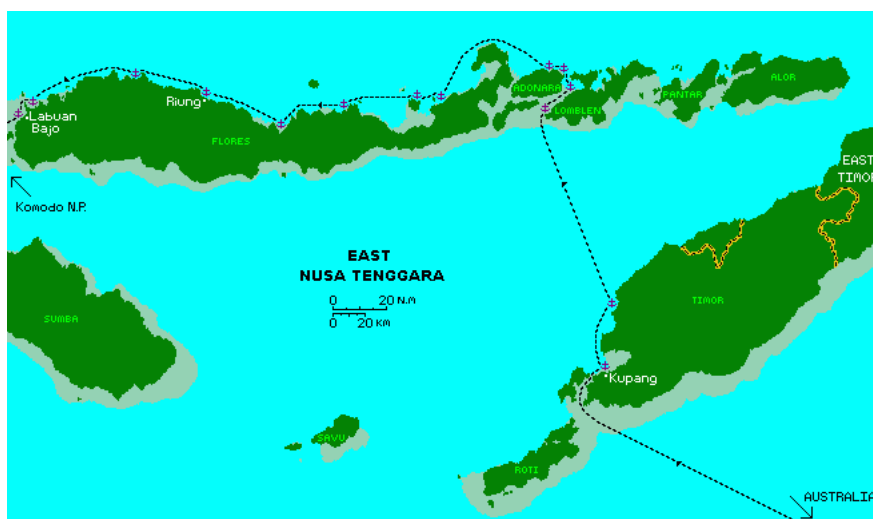 ADONARA
ALOR
LOMBLEN
PANTAR
Riung
Labuan
Bajo
FLORES
EAST
TIMOR
Komodo N.P.
EAST
NUSA TENGGARA
0 20 N.M
0 20 KM
SUMBA
TIMOR
Kupang
SAVU
ROTI
AUSTRALIA